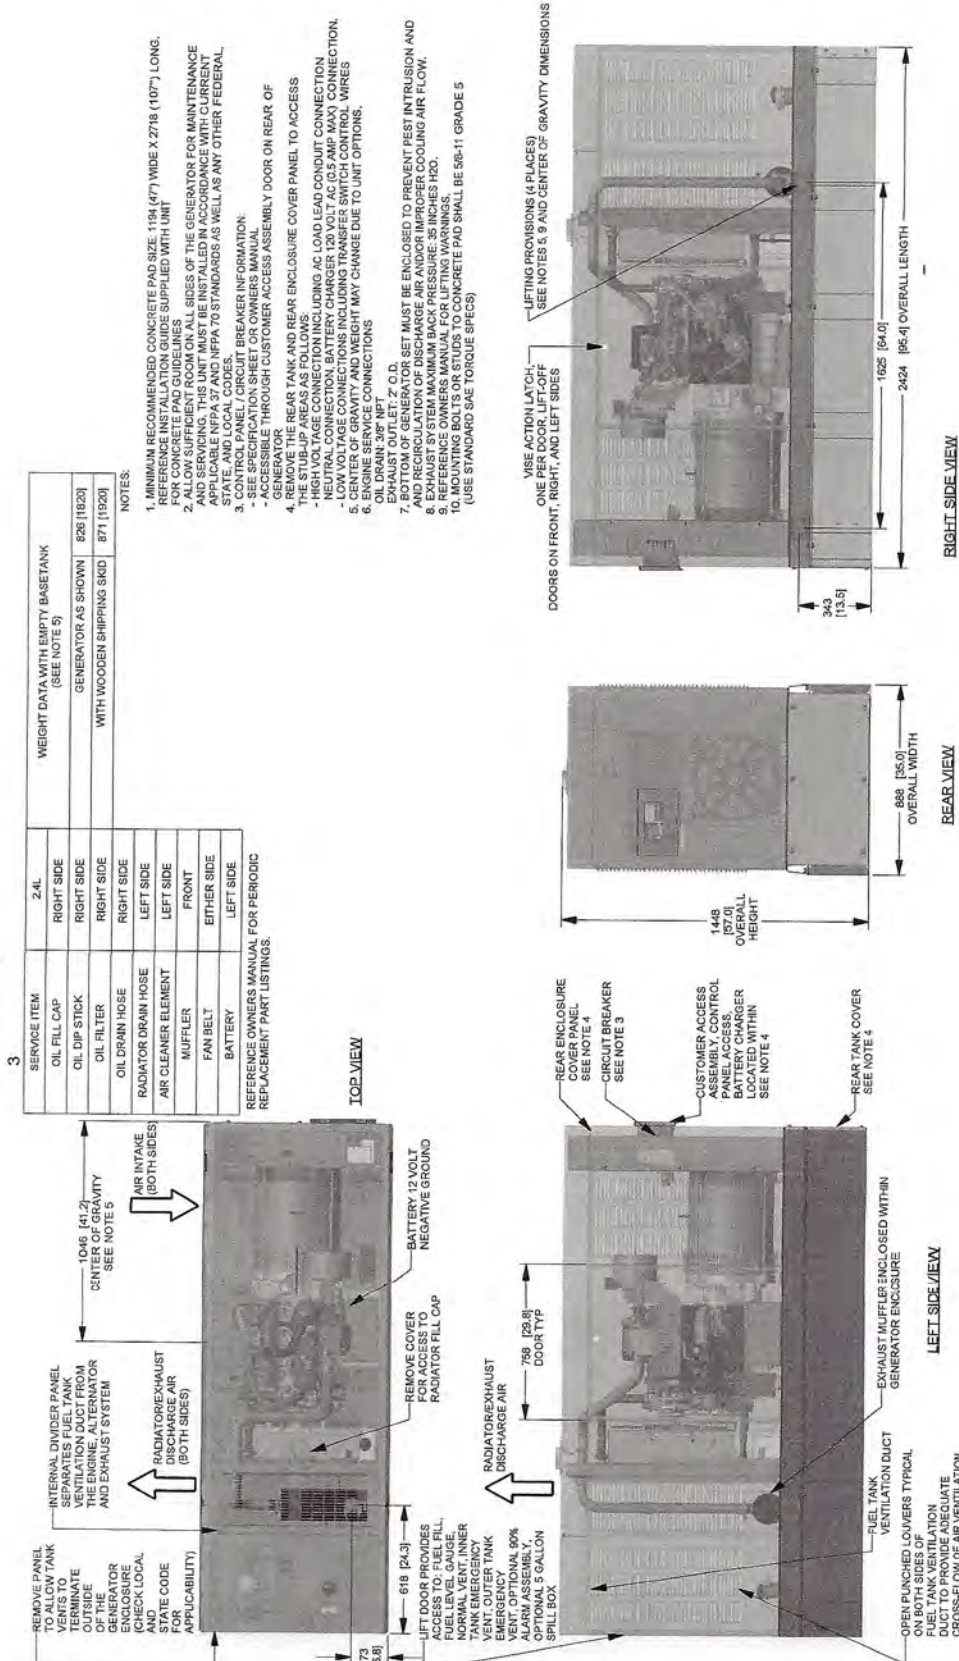 3
SERVICE ITEM 2.4L
OIL FILL CAP RIGHT SIDE
OIL DIP STICK RIGHT SIDE
OIL FILTER RIGHT SIDE
OIL DRAIN HOSE RIGHT SIDE
RADIATOR DRAIN HOSE LEFT SIDE
AIR CLEANER ELEMENT LEFT SIDE
MUFFLER FRONT
FAN BELT EITHER SIDE
BATTERY LEFT SIDE
REFERENCE OWNERS MANUAL FOR PERIODIC
REPLACEMENT PART LISTINGS.
WEIGHT DATA WITH EMPTY BASETANK
(SEE NOTE 5)
GENERATOR AS SHOWN 826 [1820]
WITH WOODEN SHIPPING SKID 871 [1920]
NOTES:
1. MINIMUM RECOMMENDED CONCRETE PAD SIZE: 1194 (47") WIDE X 2718 (107") LONG.
REFERENCE INSTALLATION GUIDE SUPPLIED WITH UNIT
FOR CONCRETE PAD GUIDELINES
2. ALLOW SUFFICIENT ROOM ON ALL SIDES OF THE GENERATOR FOR MAINTENANCE
AND SERVICING. THIS UNIT MUST BE INSTALLED IN ACCORDANCE WITH CURRENT
APPLICABLE NFPA 37 AND NFPA 70 STANDARDS AS WELL AS ANY OTHER FEDERAL,
STATE, AND LOCAL CODES.
3. CONTROL PANEL / CIRCUIT BREAKER INFORMATION:
- SEE SPECIFICATION SHEET OR OWNERS MANUAL
- ACCESSIBLE THROUGH CUSTOMER ACCESS ASSEMBLY DOOR ON REAR OF
GENERATOR
4. REMOVE THE REAR TANK AND REAR ENCLOSURE COVER PANEL TO ACCESS
THE STUB-UP AREAS AS FOLLOWS:
- HIGH VOLTAGE CONNECTION INCLUDING AC LOAD LEAD CONDUIT CONNECTION
NEUTRAL CONNECTION, BATTERY CHARGER 120 VOLT AC (0.5 AMP MAX) CONNECTION.
- LOW VOLTAGE CONNECTIONS INCLUDING TRANSFER SWITCH CONTROL WIRES
5. CENTER OF GRAVITY AND WEIGHT MAY CHANGE DUE TO UNIT OPTIONS.
6. ENGINE SERVICE CONNECTIONS
OIL DRAIN: 3/8" NPT
EXHAUST OUTLET: 2" O.D.
7. BOTTOM OF GENERATOR SET MUST BE ENCLOSED TO PREVENT PEST INTRUSION AND
AND RECIRCULATION OF DISCHARGE AIR AND/OR IMPROPER COOLING AIR FLOW.
8. EXHAUST SYSTEM MAXIMUM BACK PRESSURE: 35 INCHES H2O.
9. REFERENCE OWNERS MANUAL FOR LIFTING WARNINGS.
10. MOUNTING BOLTS OR STUDS TO CONCRETE PAD SHALL BE 5/8-11 GRADE 5
(USE STANDARD SAE TORQUE SPECS)
REMOVE PANEL
TO ALLOW TANK
VENTS TO
TERMINATE
OUTSIDE
OF THE
GENERATOR
ENCLOSURE
(CHECK LOCAL
AND
STATE CODE
FOR
APPLICABILITY)
INTERNAL DIVIDER PANEL
SEPARATES FUEL TANK
VENTILATION DUCT FROM
THE ENGINE, ALTERNATOR
AND EXHAUST SYSTEM
RADIATOR/EXHAUST
DISCHARGE AIR
(BOTH SIDES)
1046 [41.2]
CENTER OF GRAVITY
SEE NOTE 5
AIR INTAKE
(BOTH SIDES)
TOP VIEW
618 [24.3]
REMOVE COVER
FOR ACCESS TO
RADIATOR FILL CAP
BATTERY 12 VOLT
NEGATIVE GROUND
LIFT DOOR PROVIDES
ACCESS TO: FUEL FILL,
FUEL LEVEL GAUGE,
NORMAL VENT, INNER
TANK EMERGENCY
VENT, OUTER TANK
EMERGENCY
VENT, OPTIONAL 90%
ALARM ASSEMBLY,
OPTIONAL 5 GALLON
SPILL BOX
RADIATOR/EXHAUST
DISCHARGE AIR
758 [29.8]
DOOR TYP
REAR ENCLOSURE
COVER PANEL
SEE NOTE 4
CIRCUIT BREAKER
SEE NOTE 3
CUSTOMER ACCESS
ASSEMBLY, CONTROL
PANEL ACCESS,
BATTERY CHARGER
LOCATED WITHIN
SEE NOTE 4
REAR TANK COVER
SEE NOTE 4
OPEN PUNCHED LOUVERS TYPICAL
ON BOTH SIDES OF
FUEL TANK VENTILATION
DUCT TO PROVIDE ADEQUATE
CROSS-FLOW OF AIR VENTILATION
FUEL TANK
VENTILATION DUCT
EXHAUST MUFFLER ENCLOSED WITHIN
GENERATOR ENCLOSURE
LEFT SIDE VIEW
1448
[57.0]
OVERALL
HEIGHT
888 [35.0]
OVERALL WIDTH
REAR VIEW
VISE ACTION LATCH,
ONE PER DOOR, LIFT-OFF
DOORS ON FRONT, RIGHT, AND LEFT SIDES
LIFTING PROVISIONS (4 PLACES)
SEE NOTES 5, 9 AND CENTER OF GRAVITY DIMENSIONS
343
[13.5]
1625 [64.0]
2424 [95.4] OVERALL LENGTH
RIGHT SIDE VIEW